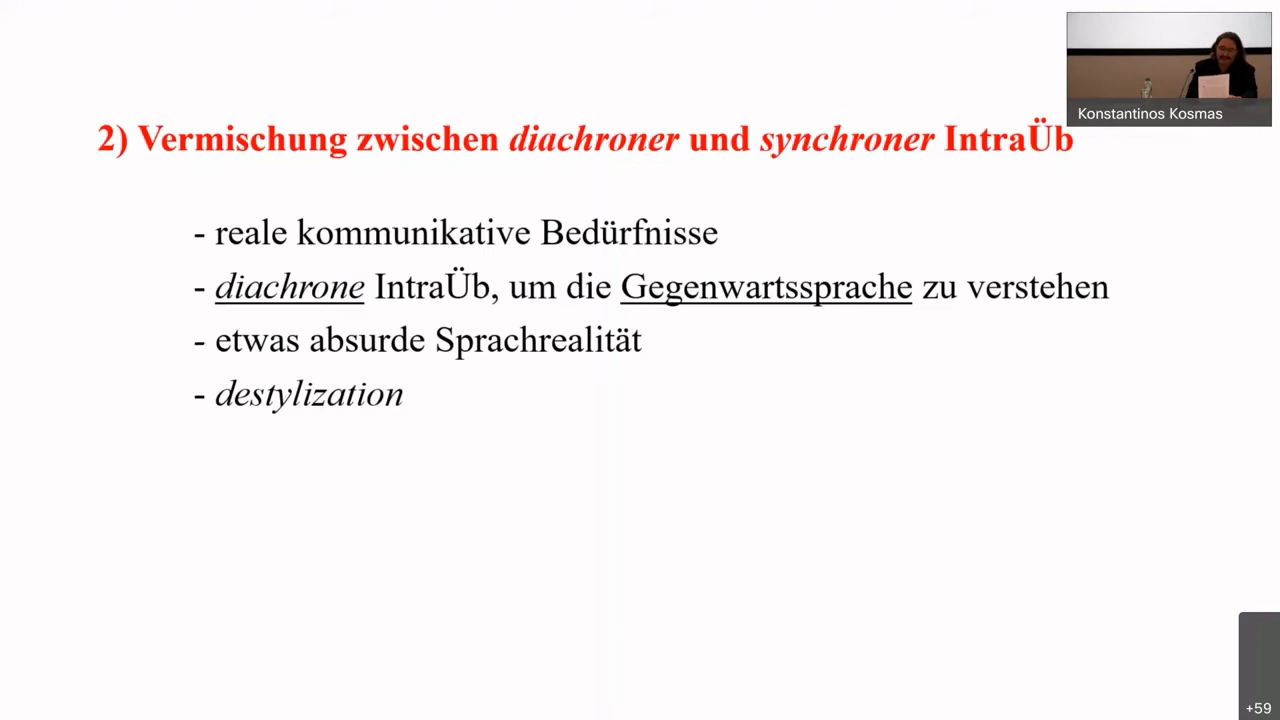 Konstantinos Kosmas
2) Vermischung zwischen diachroner und synchroner IntraÜb
- reale kommunikative Bedürfnisse
- diachrone IntraÜb, um die Gegenwartssprache zu verstehen
- etwas absurde Sprachrealität
- destylization
+59